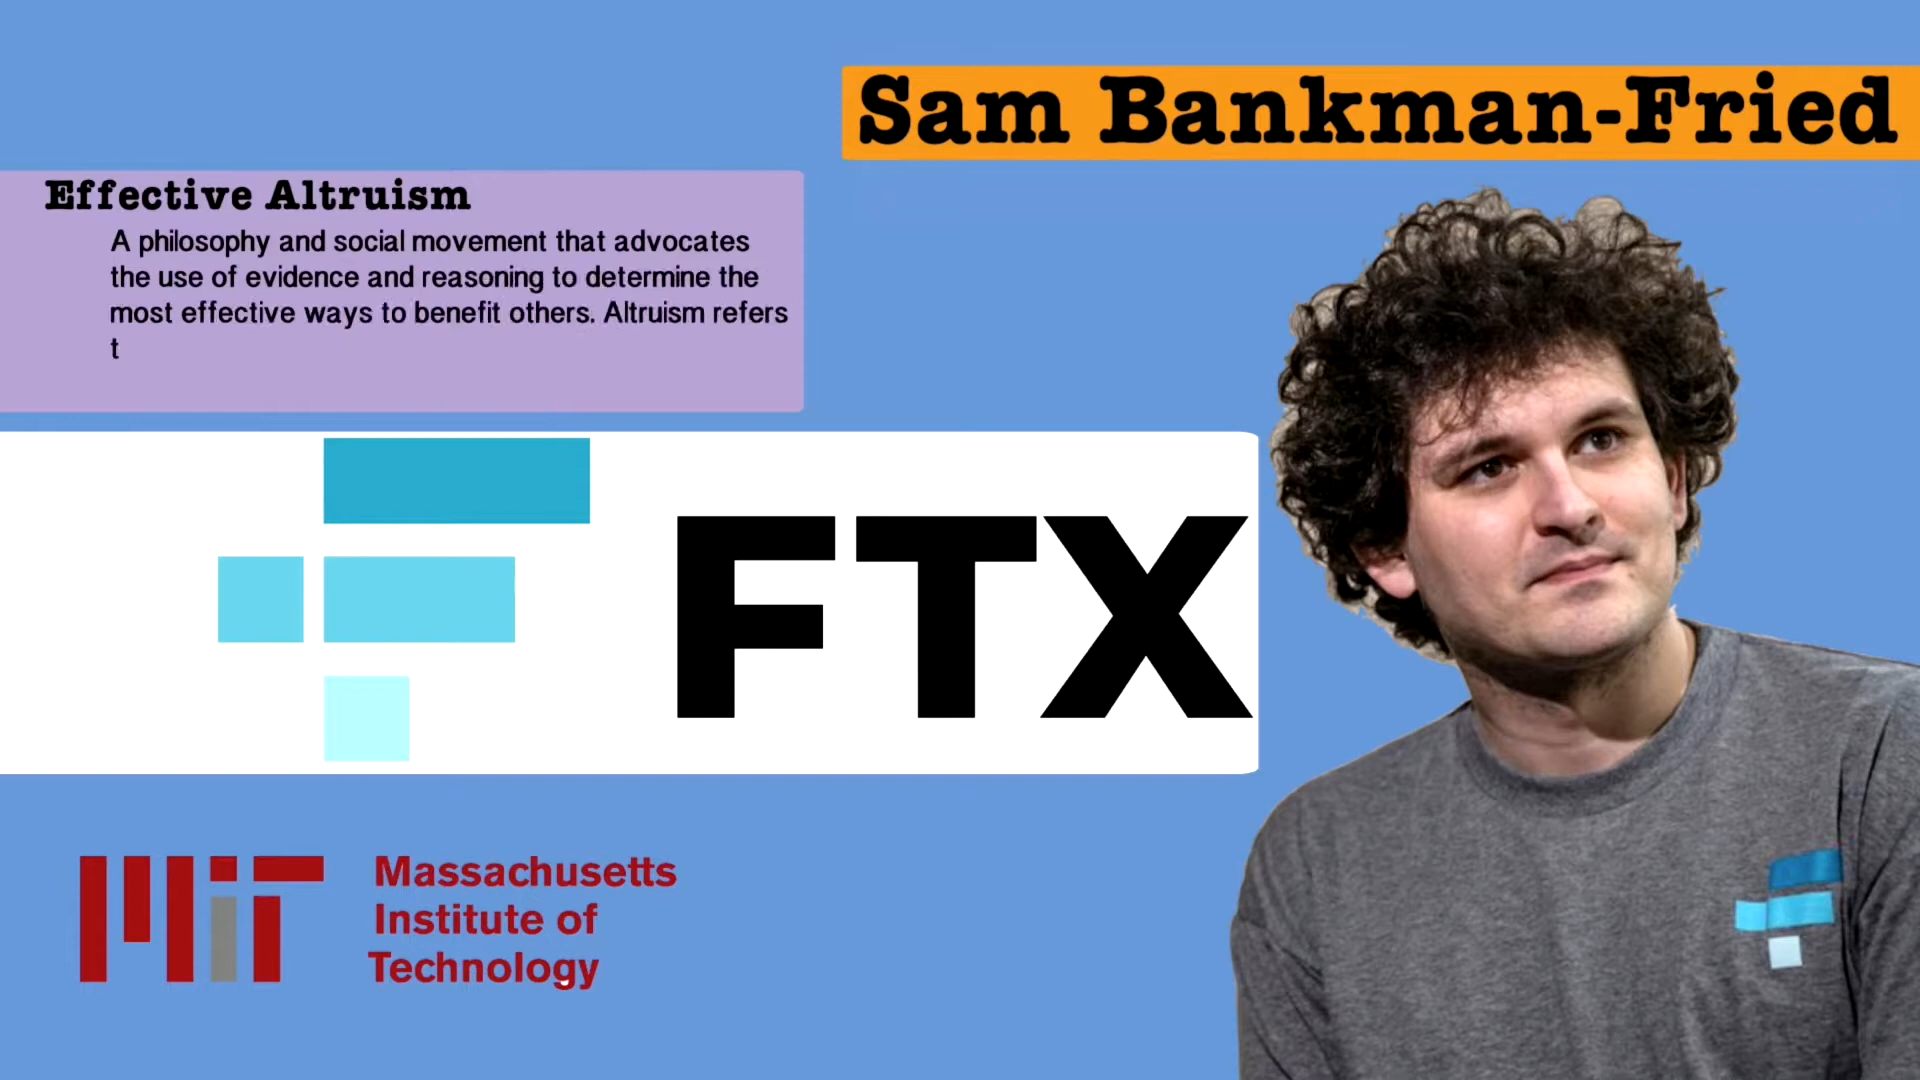 Sam Bankman-Fried
Effective Altruism
A philosophy and social movement that advocates
the use of evidence and reasoning to determine the
most effective ways to benefit others. Altruism refers
t
FTX
MIT
Massachusetts
Institute of
Technology